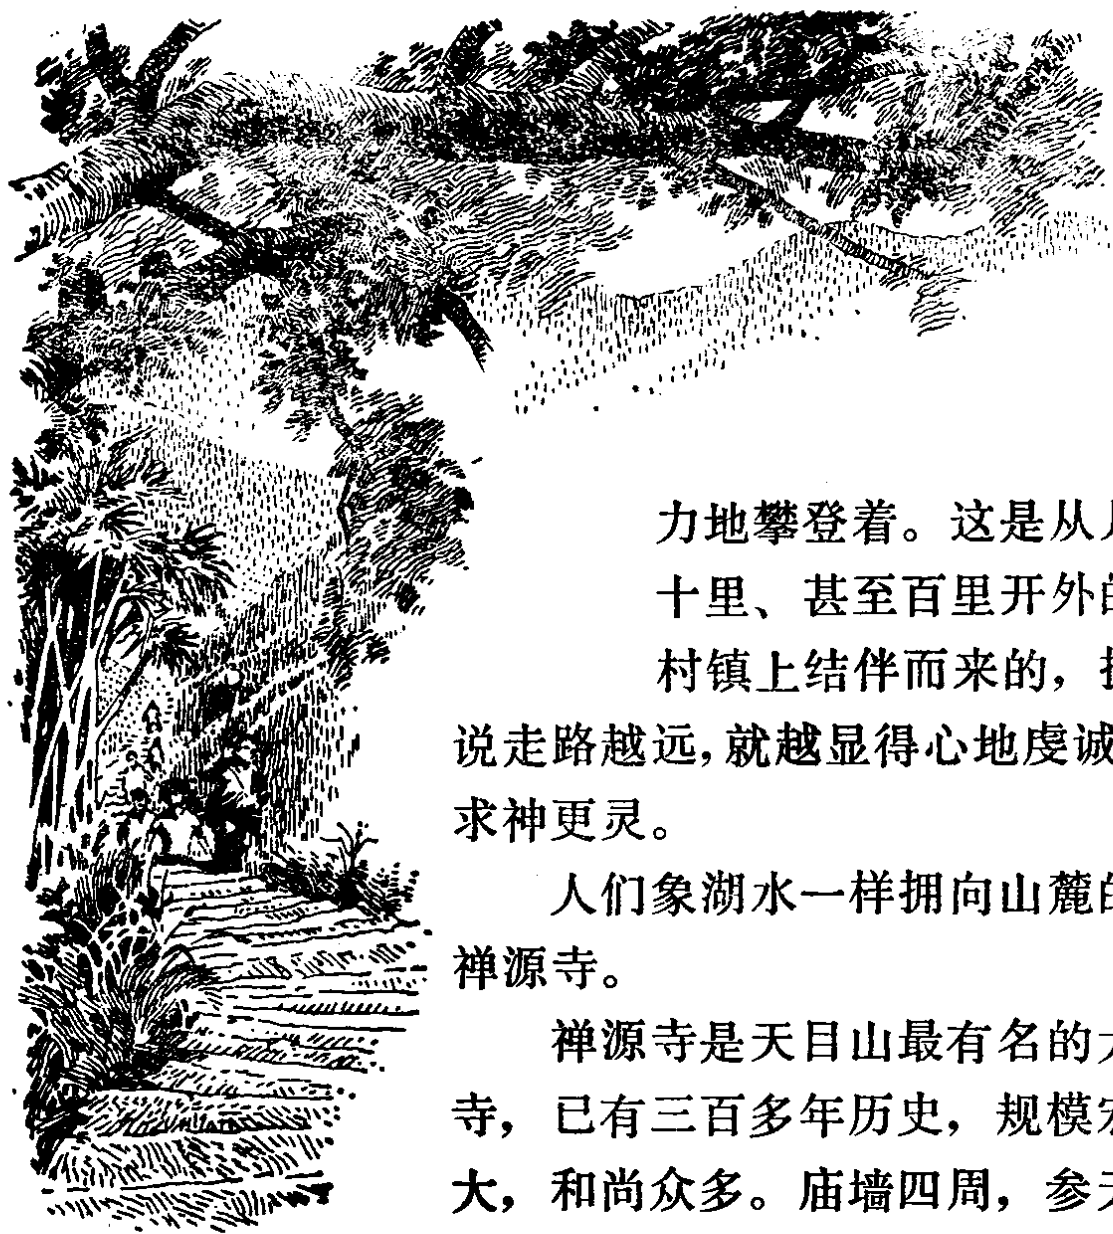 力地攀登着。这是从
十里、甚至百里开外
村镇上结伴而来的，
说走路越远，就越显得心地虔诚
求神更灵。
人们象湖水一样拥向山麓的
禅源寺。
禅源寺是天目山最有名的
寺，已有三百多年历史，规模宏
大，和尚众多。庙墙四周，参天